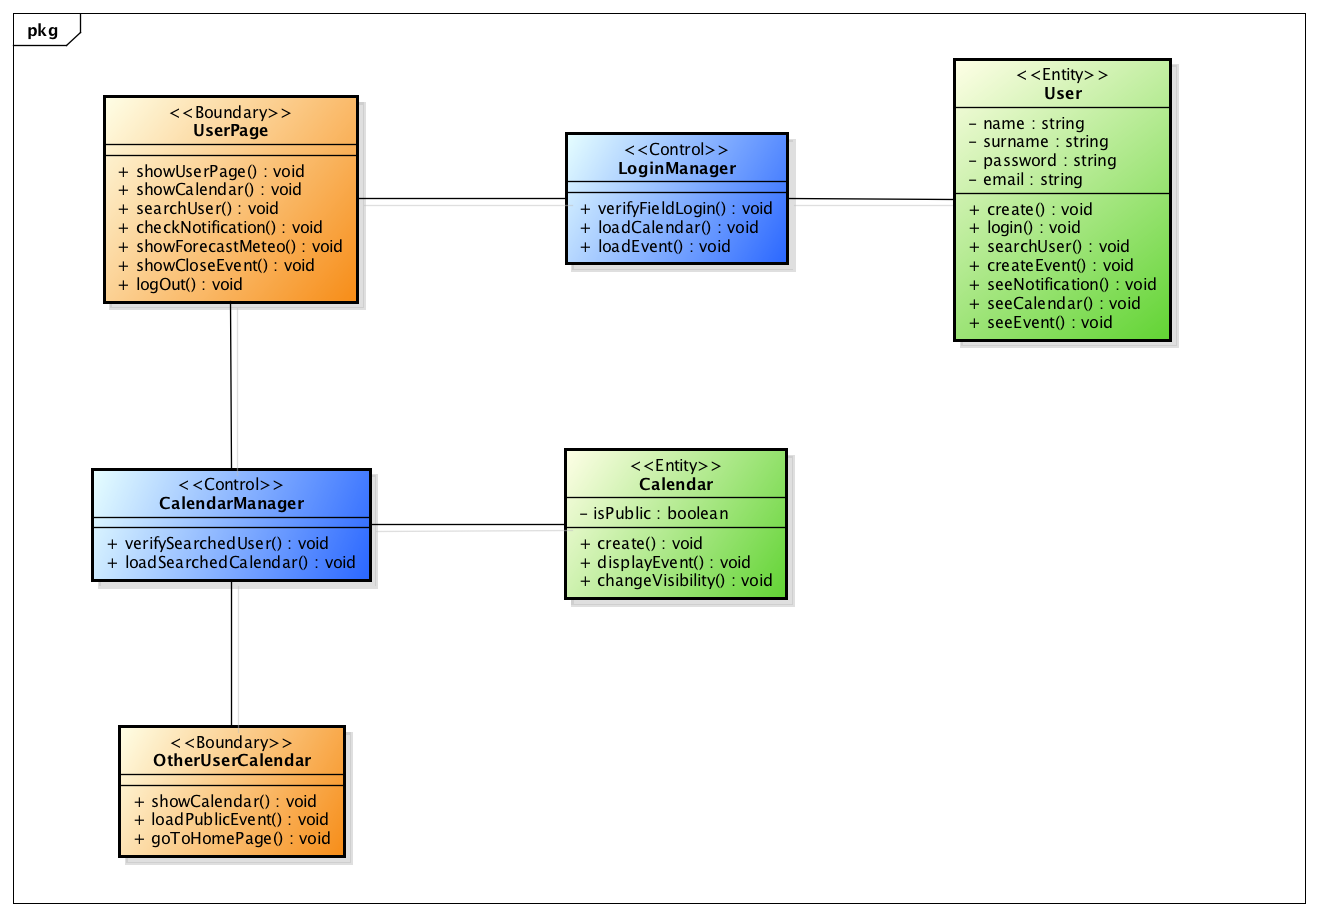 pkg
<<Boundary>>
UserPage
+ showUserPage() : void
+ showCalendar() : void
+ searchUser() : void
+ checkNotification() : void
+ showForecastMeteo() : void
+ showCloseEvent() : void
+ logOut() : void
<<Control>>
LoginManager
+ verifyFieldLogin() : void
+ loadCalendar() : void
+ loadEvent() : void
<<Entity>>
User
- name : string
- surname : string
- password : string
- email : string
+ create() : void
+ login() : void
+ searchUser() : void
+ createEvent() : void
+ seeNotification() : void
+ seeCalendar() : void
+ seeEvent() : void
<<Control>>
CalendarManager
+ verifySearchedUser() : void
+ loadSearchedCalendar() : void
<<Entity>>
Calendar
- isPublic : boolean
+ create() : void
+ displayEvent() : void
+ changeVisibility() : void
<<Boundary>>
OtherUserCalendar
+ showCalendar() : void
+ loadPublicEvent() : void
+ goToHomePage() : void